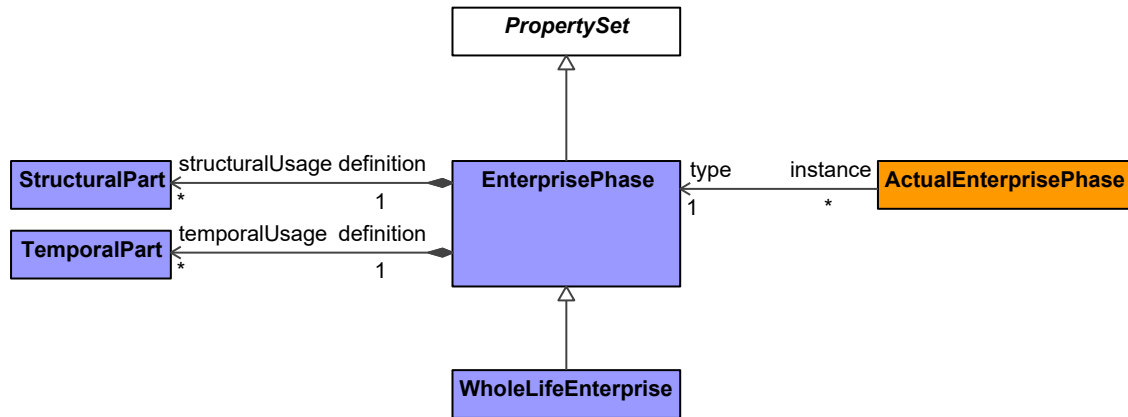 PropertySet
structuralUsage definition
StructuralPart
* 1
EnterprisePhase
type instance
1 *
ActualEnterprisePhase
temporalUsage definition
TemporalPart
* 1
WholeLifeEnterprise